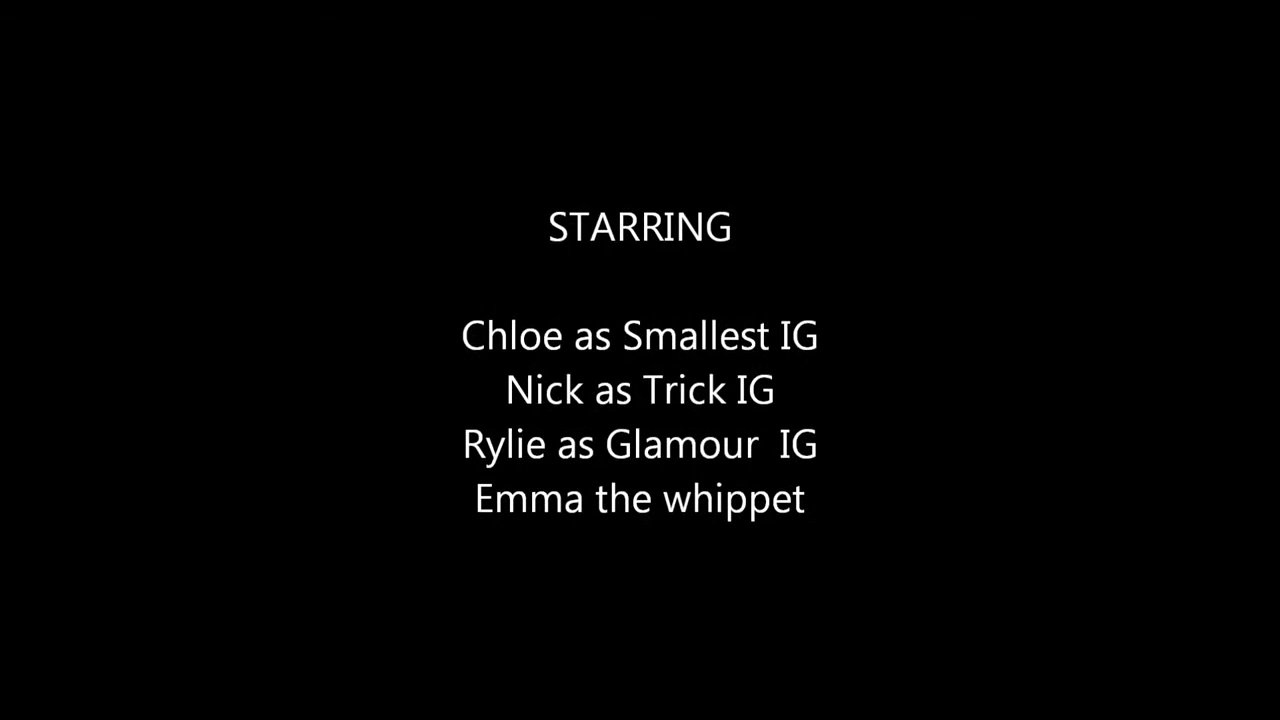 STARRING
Chloe as Smallest IG
Nick as Trick IG
Rylie as Glamour  IG
Emma the whippet